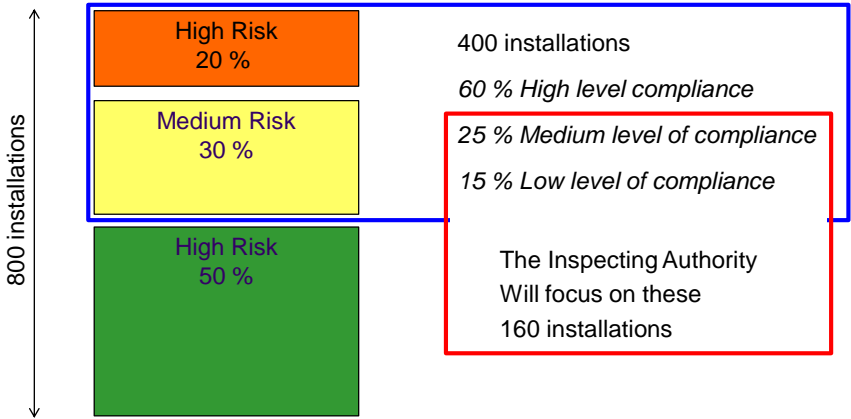 800 installations
High Risk
20 %
Medium Risk
30 %
High Risk
50 %
400 installations
60 % High level compliance
25 % Medium level of compliance
15 % Low level of compliance
The Inspecting Authority
Will focus on these
160 installations